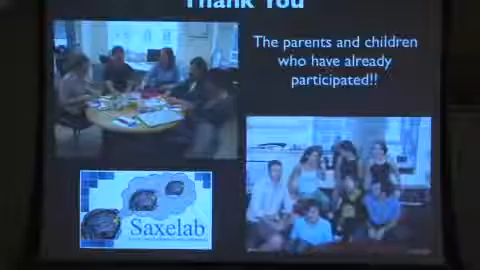 Thank You
The parents and children
who have already
participated!!
Saxelab